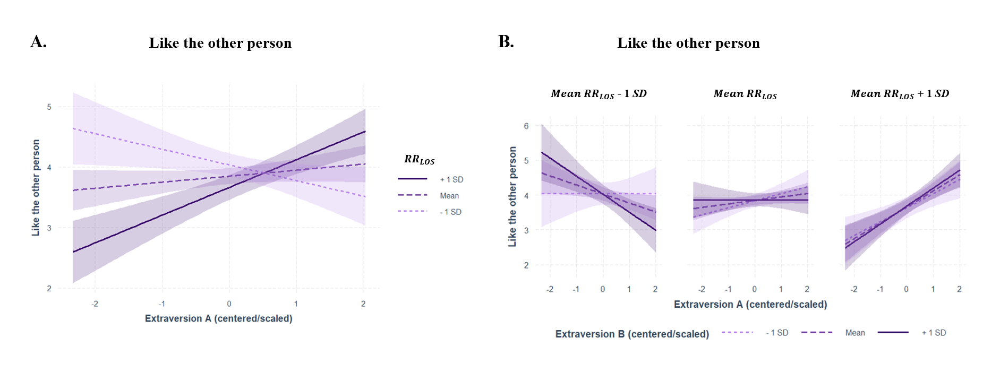 A.
Like the other person
Like the other person
5
4
3
2
-2
-1
0
1
2
Extraversion A (centered/scaled)
RR_LOS
+ 1 SD
Mean
- 1 SD
B.
Like the other person
Mean RR_LOS - 1 SD
Mean RR_LOS
Mean RR_LOS + 1 SD
Like the other person
6
5
4
3
2
-2 -1 0 1 2
-2 -1 0 1 2
-2 -1 0 1 2
Extraversion A (centered/scaled)
Extraversion B (centered/scaled) - 1 SD Mean + 1 SD